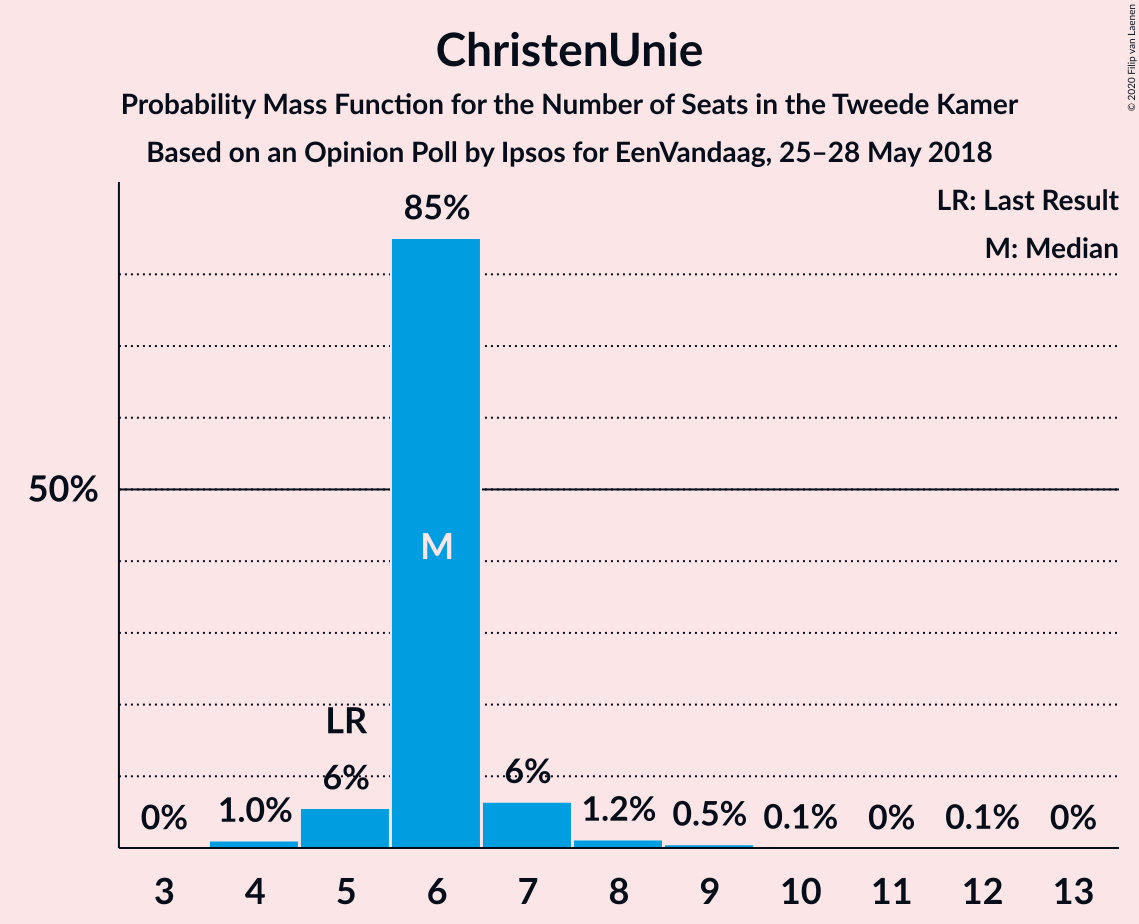 ChristenUnie
Probability Mass Function for the Number of Seats in the Tweede Kamer
Based on an Opinion Poll by Ipsos for EenVandaag, 25–28 May 2018
© 2020 Filip van Laenen
LR: Last Result
M: Median
85%
50%
M
LR
6%
6%
0%
1.0%
1.2%
0.5%
0.1%
0%
0.1%
0%
3 4 5 6 7 8 9 10 11 12 13